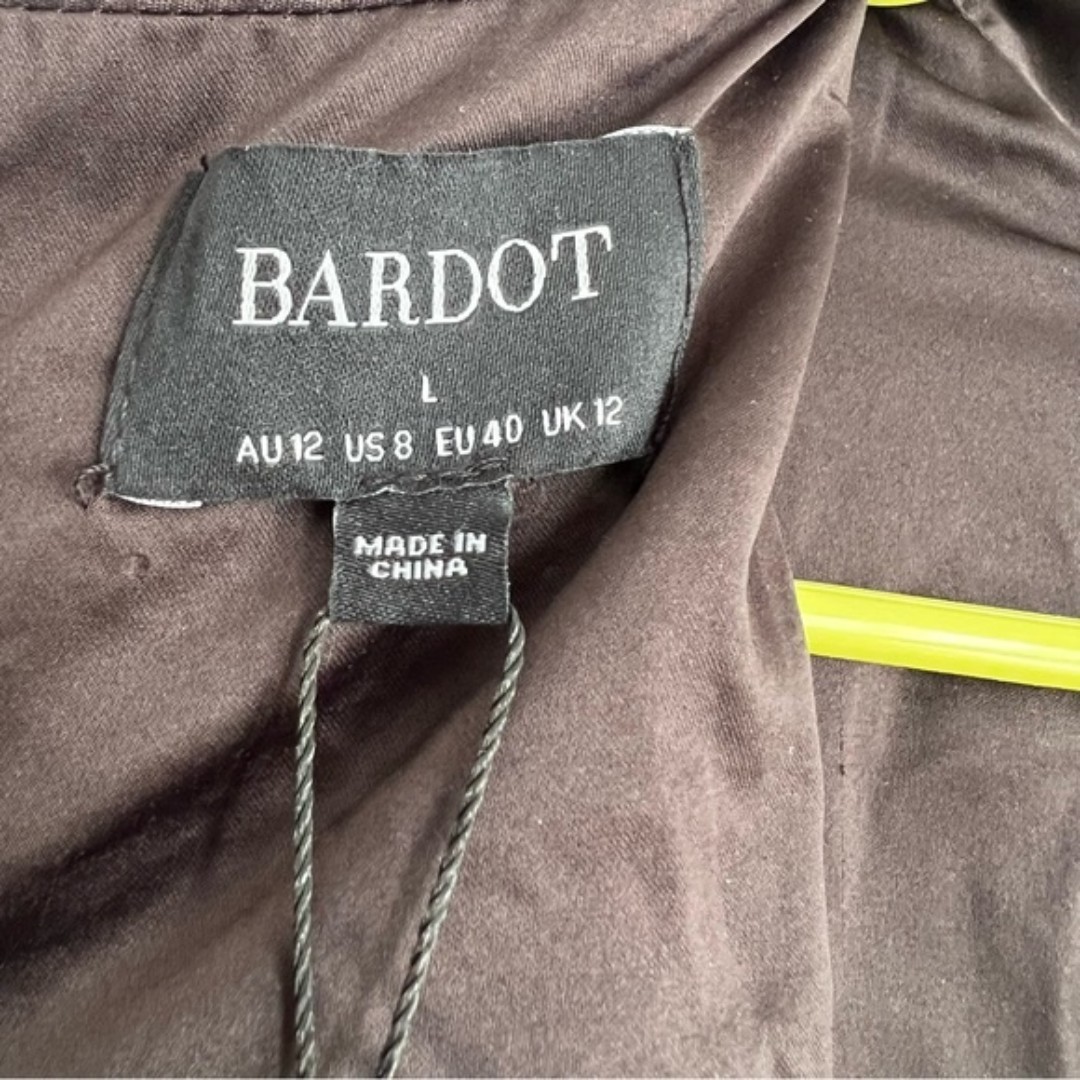 BARDOT
L
AU 12 US 8 EU 40 UK 12
MADE IN
CHINA